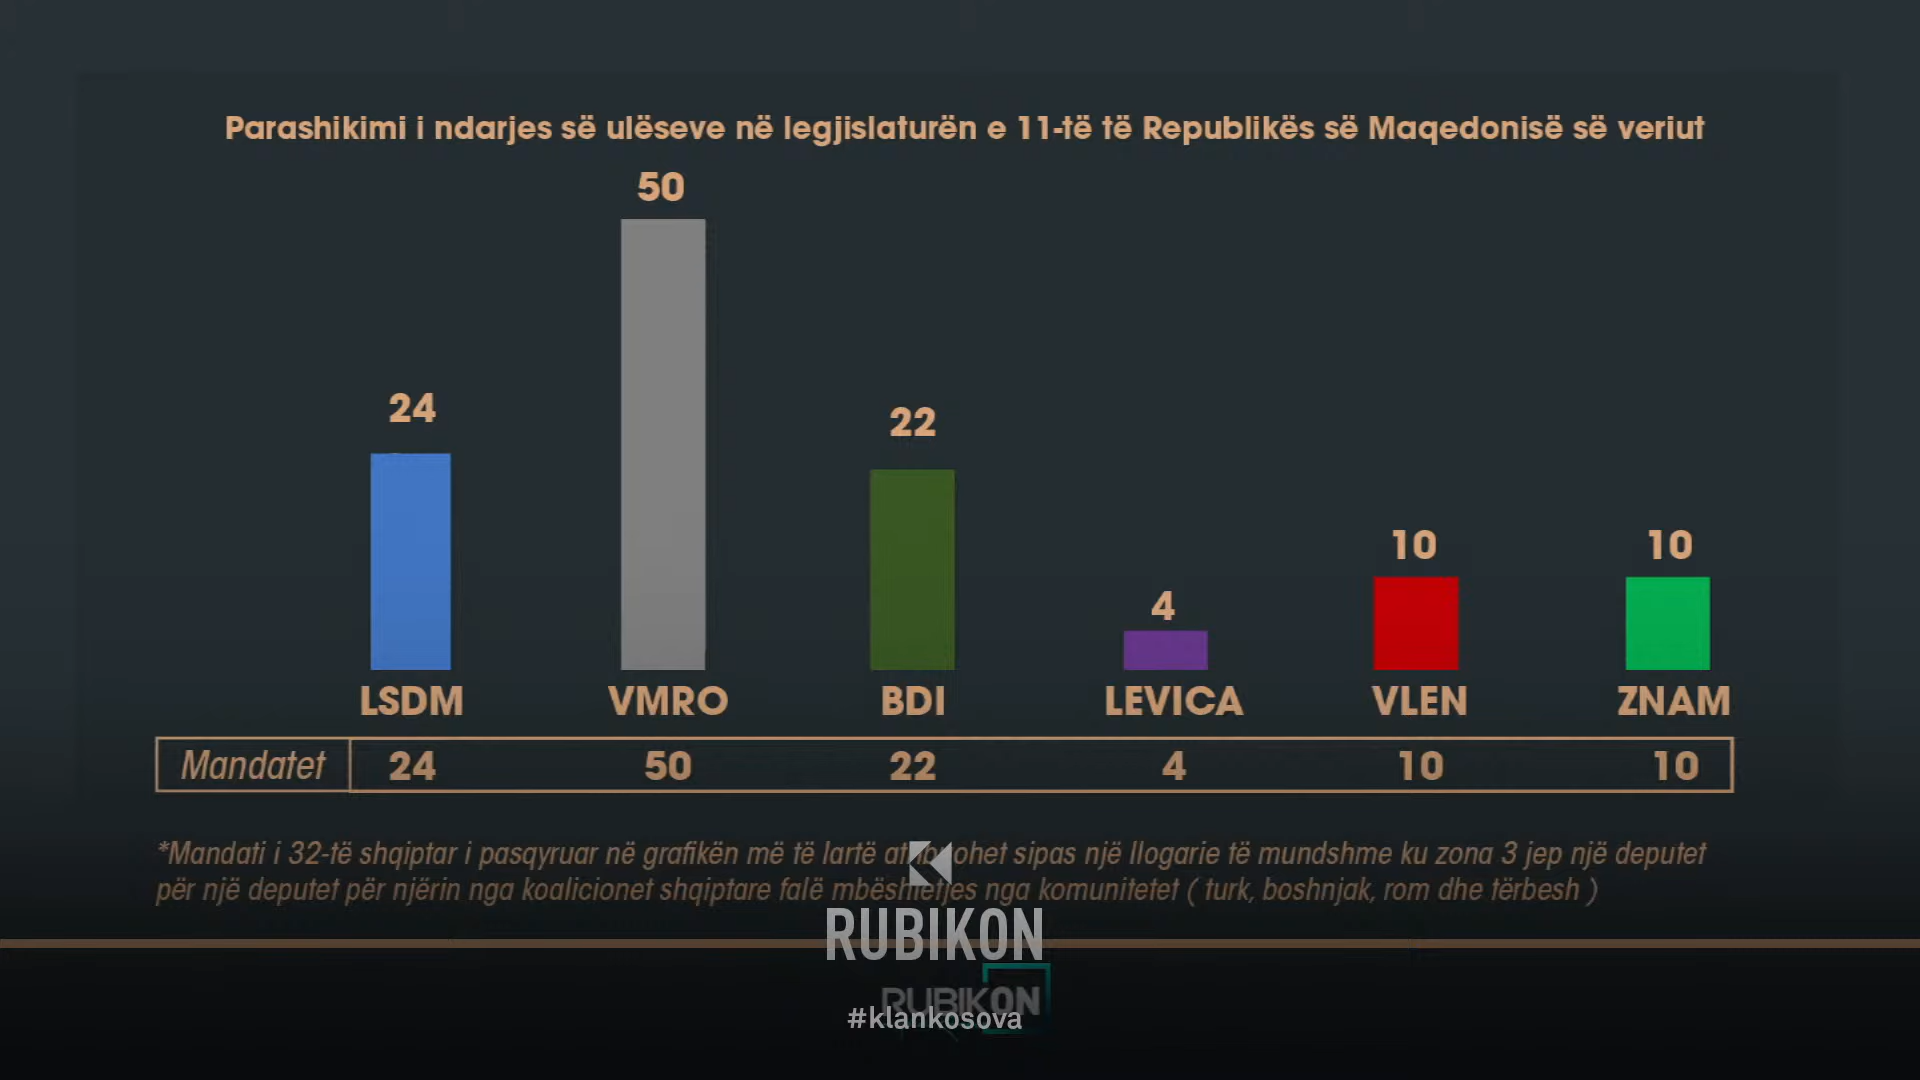 Parashikimi i ndarjes së ulëseve në legjislaturën e 11-të të Republikës së Maqedonisë së veriut
24 50 22 4 10 10
LSDM VMRO BDI LEVICA VLEN ZNAM
Mandatet 24 50 22 4 10 10
*Mandati i 32-të shqiptar i pasqyruar në grafikën më të lartë sipas një llogarie të mundshme ku zona 3 jep një deputet
për një deputet për njërin nga koalicionet shqiptare falë mbështetjes nga komunitetet ( turk, boshnjak, rom dhe tërbesh )
RUBIKON
RUBIKON
#klankosova